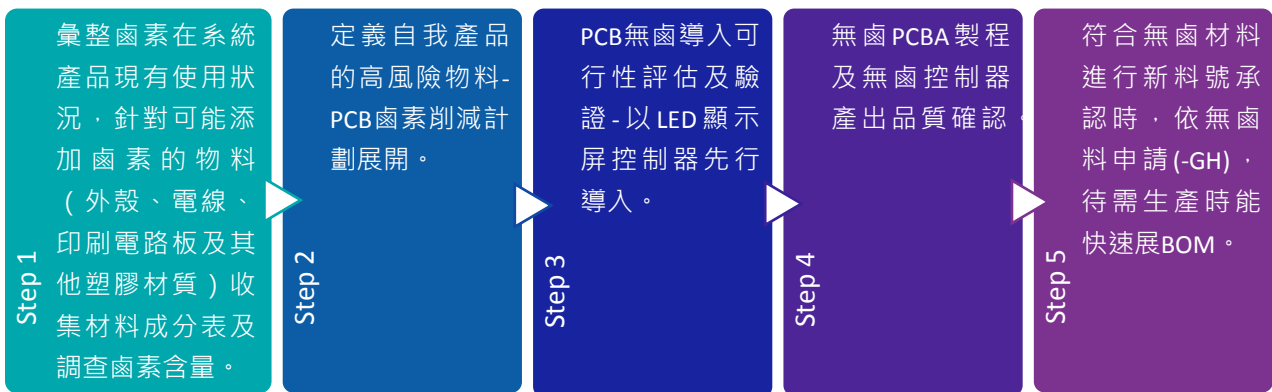 彙整鹵素在系統
產品現有使用狀
況，針對可能添
加鹵素的物料
（外殼、電線、
印刷電路板及其
他塑膠材質）收
集材料成分表及
調查鹵素含量。
Step 1
定義自我產品
的高風險物料-
PCB鹵素削減計
劃展開。
Step 2
PCB無鹵導入可
行性評估及驗
證-以LED顯示
屏控制器先行
導入。
Step 3
無鹵PCBA製程
及無鹵控制器
產出品質確認。
Step 4
符合無鹵材料
進行新料號承
認時，依無鹵
料申請(-GH)，
待需生產時能
快速展BOM。
Step 5